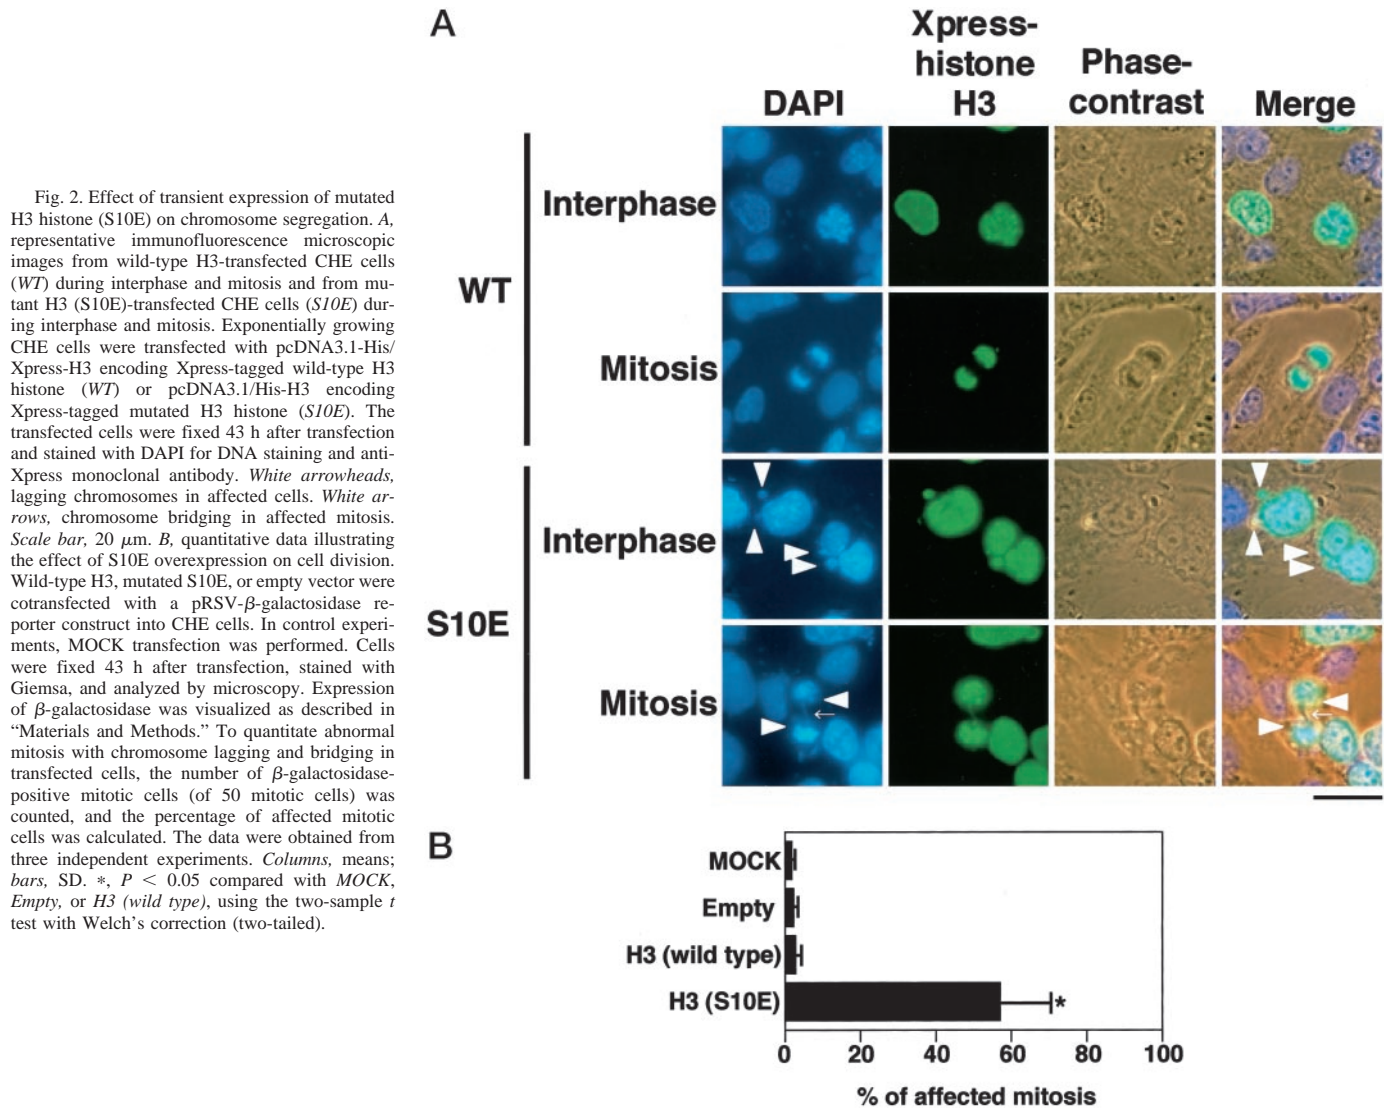 Fig. 2. Effect of transient expression of mutated
H3 histone (S10E) on chromosome segregation. A,
representative immunofluorescence microscopic
images from wild-type H3-transfected CHE cells
(WT) during interphase and mitosis and from mu-
tant H3 (S10E)-transfected CHE cells (S10E) dur-
ing interphase and mitosis. Exponentially growing
CHE cells were transfected with pcDNA3.1-His/
Xpress-H3 encoding Xpress-tagged wild-type H3
histone (WT) or pcDNA3.1/His-H3 encoding
Xpress-tagged mutated H3 histone (S10E). The
transfected cells were fixed 43 h after transfection
and stained with DAPI for DNA staining and anti-
Xpress monoclonal antibody. White arrowheads,
lagging chromosomes in affected cells. White ar-
rows, chromosome bridging in affected mitosis.
Scale bar, 20 μm. B, quantitative data illustrating
the effect of S10E overexpression on cell division.
Wild-type H3, mutated S10E, or empty vector were
cotransfected with a pRSV-β-galactosidase re-
porter construct into CHE cells. In control experi-
ments, MOCK transfection was performed. Cells
were fixed 43 h after transfection, stained with
Giemsa, and analyzed by microscopy. Expression
of β-galactosidase was visualized as described in
“Materials and Methods.” To quantitate abnormal
mitosis with chromosome lagging and bridging in
transfected cells, the number of β-galactosidase-
positive mitotic cells (of 50 mitotic cells) was
counted, and the percentage of affected mitotic
cells was calculated. The data were obtained from
three independent experiments. Columns, means;
bars, SD. *, P < 0.05 compared with MOCK,
Empty, or H3 (wild type), using the two-sample t
test with Welch’s correction (two-tailed).
A
DAPI
Xpress-
histone
H3
Phase-
contrast
Merge
WT
Interphase
Mitosis
S10E
Interphase
Mitosis
B
MOCK
Empty
H3 (wild type)
H3 (S10E)
*
0 20 40 60 80 100
% of affected mitosis